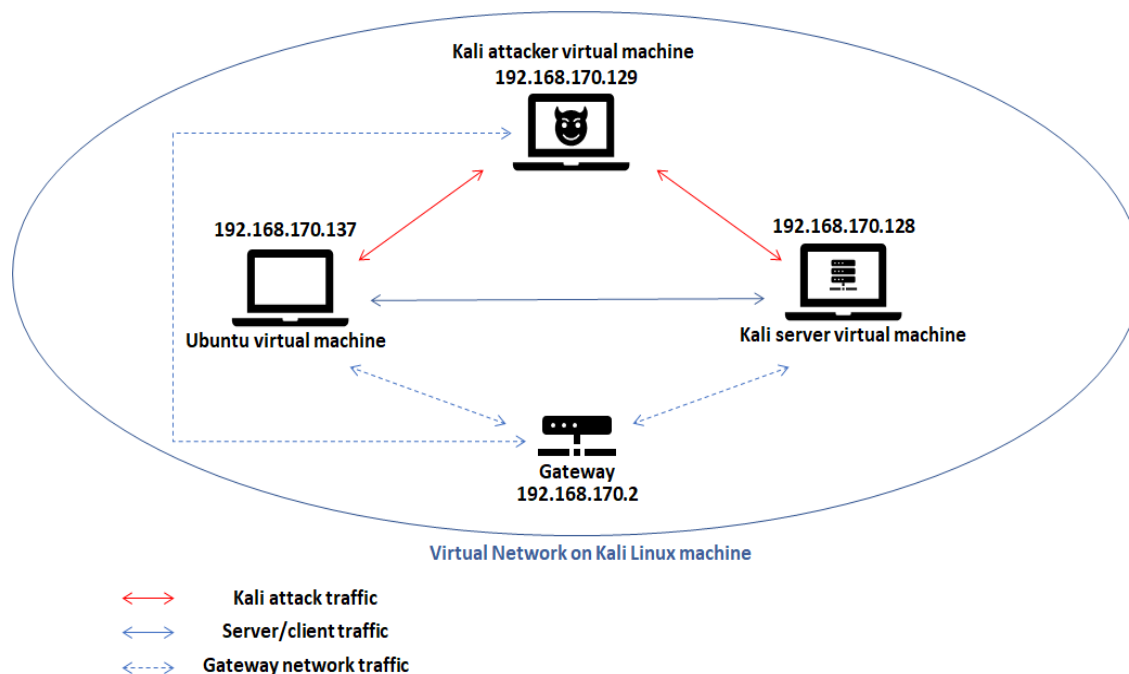 Kali attacker virtual machine
192.168.170.129
192.168.170.137
192.168.170.128
Ubuntu virtual machine
Kali server virtual machine
Gateway
192.168.170.2
Virtual Network on Kali Linux machine
Kali attack traffic
Server/client traffic
Gateway network traffic